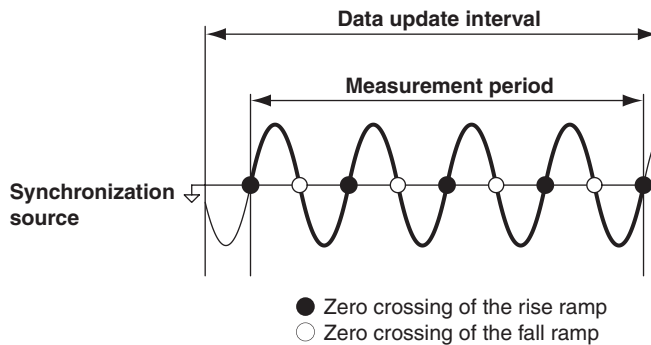 Data update interval
Measurement period
Synchronization
source
Zero crossing of the rise ramp
Zero crossing of the fall ramp